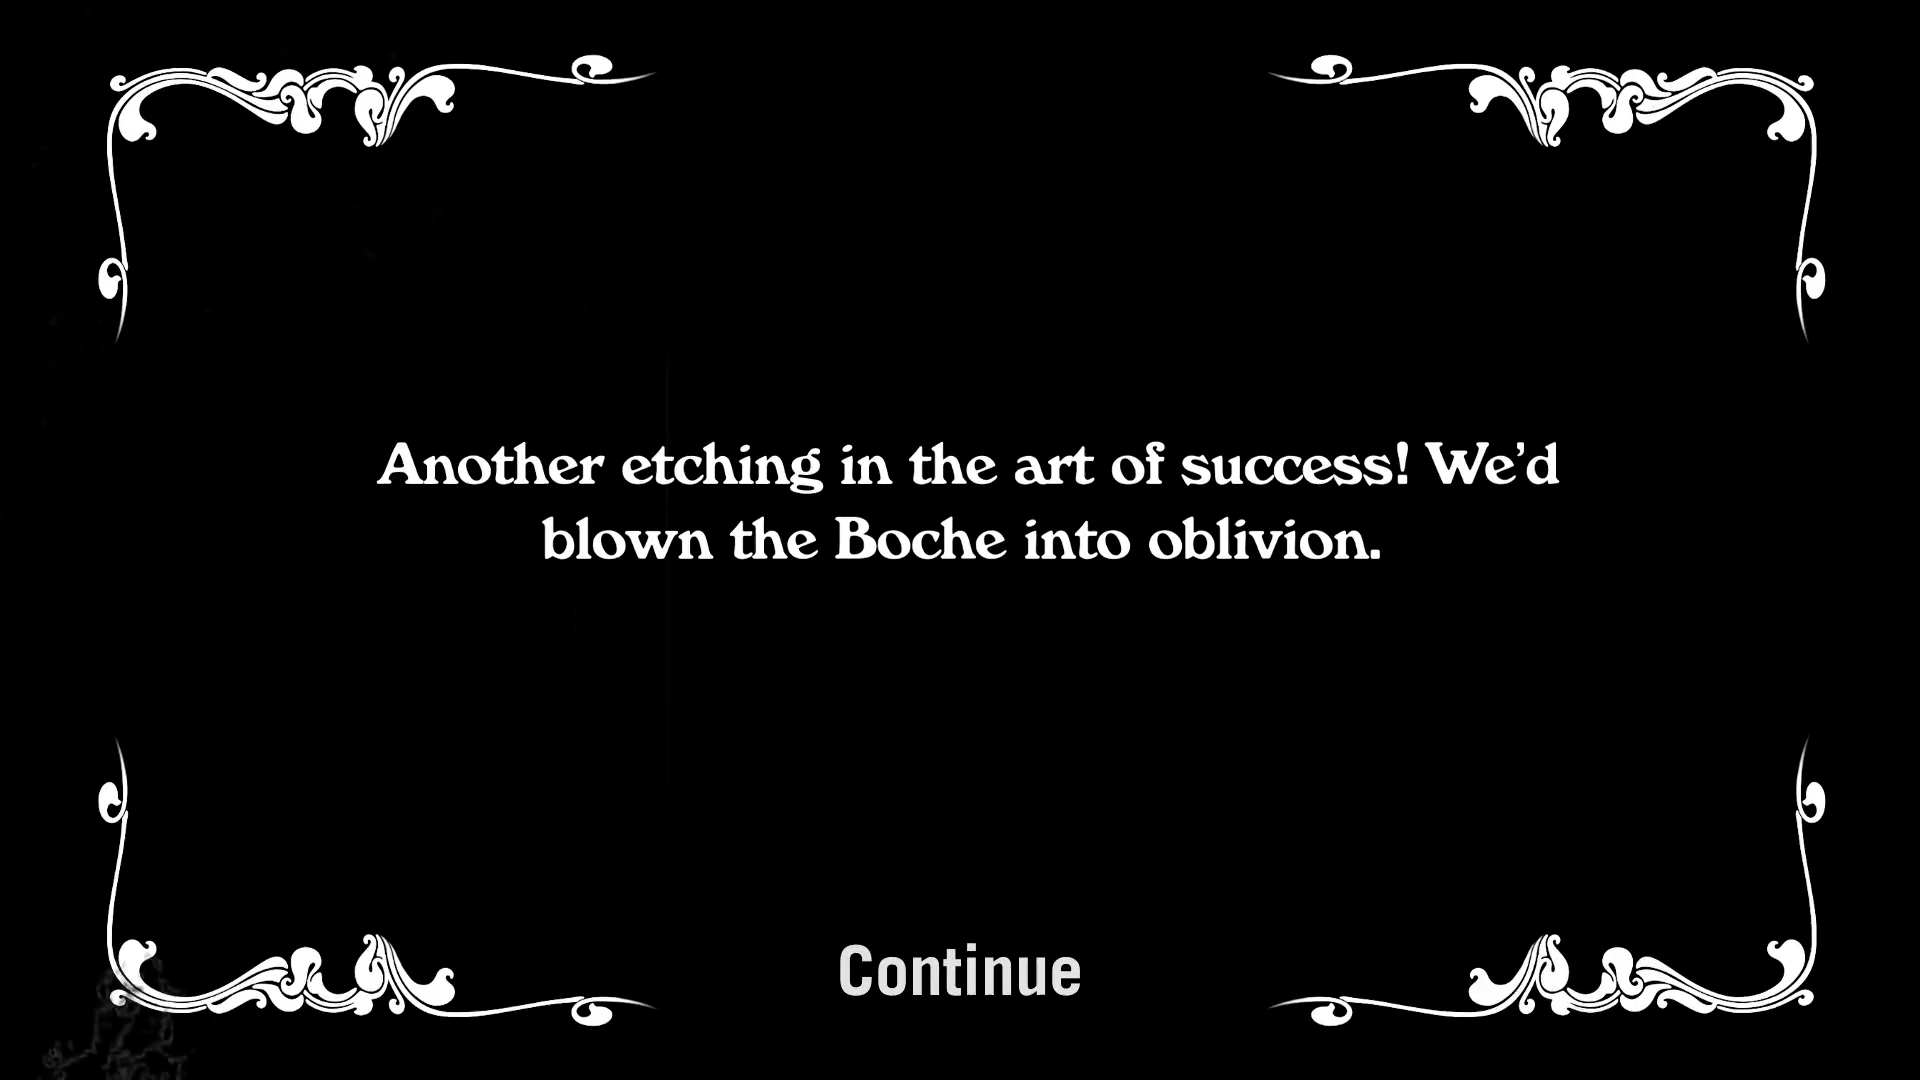 Another etching in the art of success! We’d
blown the Boche into oblivion.
Continue